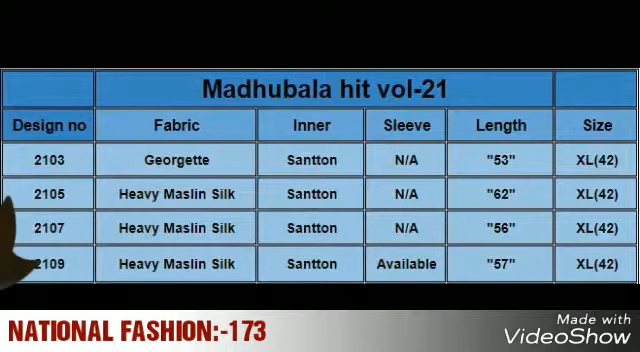 Madhubala hit vol-21
Design no Fabric Inner Sleeve Length Size
2103 Georgette Santton N/A "53" XL(42)
2105 Heavy Maslin Silk Santton N/A "62" XL(42)
2107 Heavy Maslin Silk Santton N/A "56" XL(42)
2109 Heavy Maslin Silk Santton Available "57" XL(42)
NATIONAL FASHION:-173
Made with
VideoShow